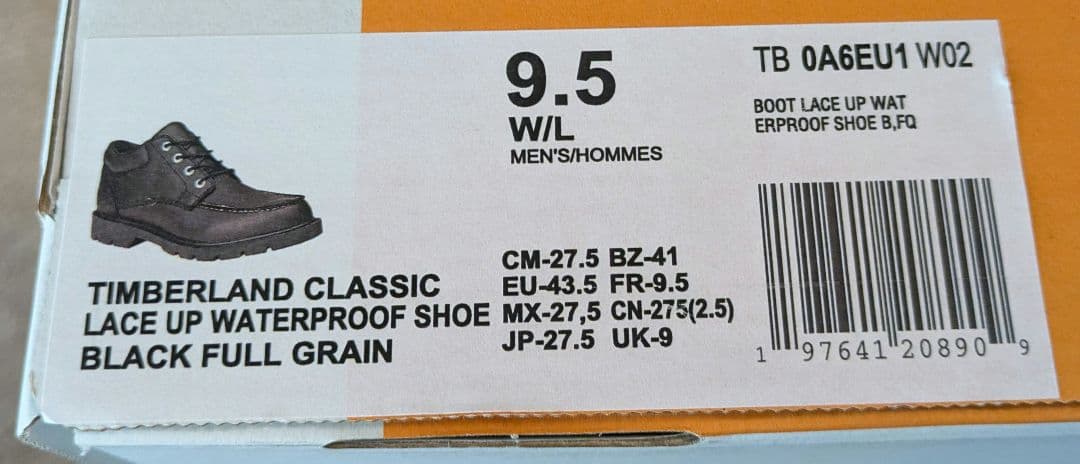 9.5
W/L
MEN'S/HOMMES
TB 0A6EU1 W02
BOOT LACE UP WAT
ERPROOF SHOE B,FQ
TIMBERLAND CLASSIC
LACE UP WATERPROOF SHOE
BLACK FULL GRAIN
CM-27.5 BZ-41
EU-43.5 FR-9.5
MX-27,5 CN-275(2.5)
JP-27.5 UK-9
1 97641 20890 9